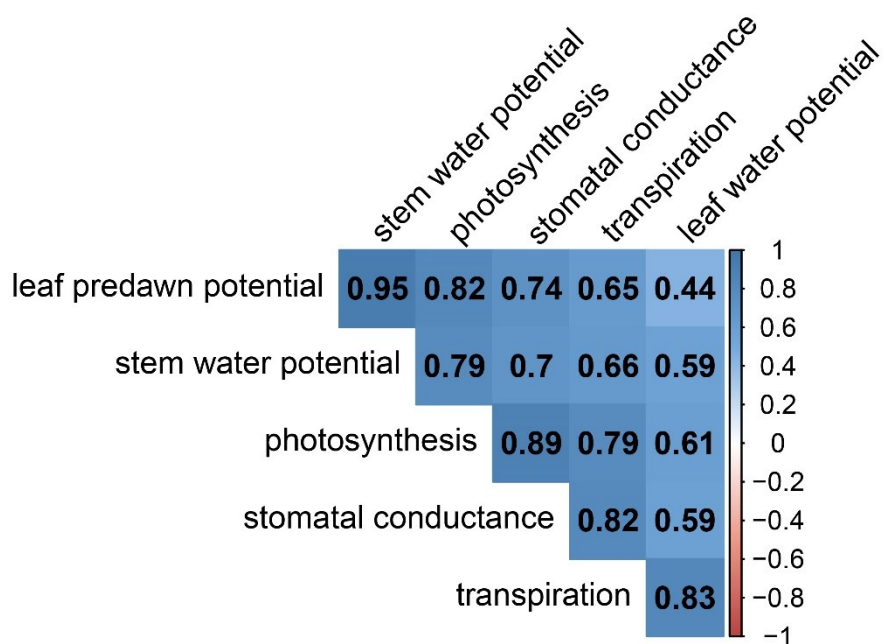 stem water potential
photosynthesis
stomatal conductance
transpiration
leaf water potential
leaf predawn potential 0.95 0.82 0.74 0.65 0.44
stem water potential 0.79 0.7 0.66 0.59
photosynthesis 0.89 0.79 0.61
stomatal conductance 0.82 0.59
transpiration 0.83
1
0.8
0.6
0.4
0.2
0
−0.2
−0.4
−0.6
−0.8
−1